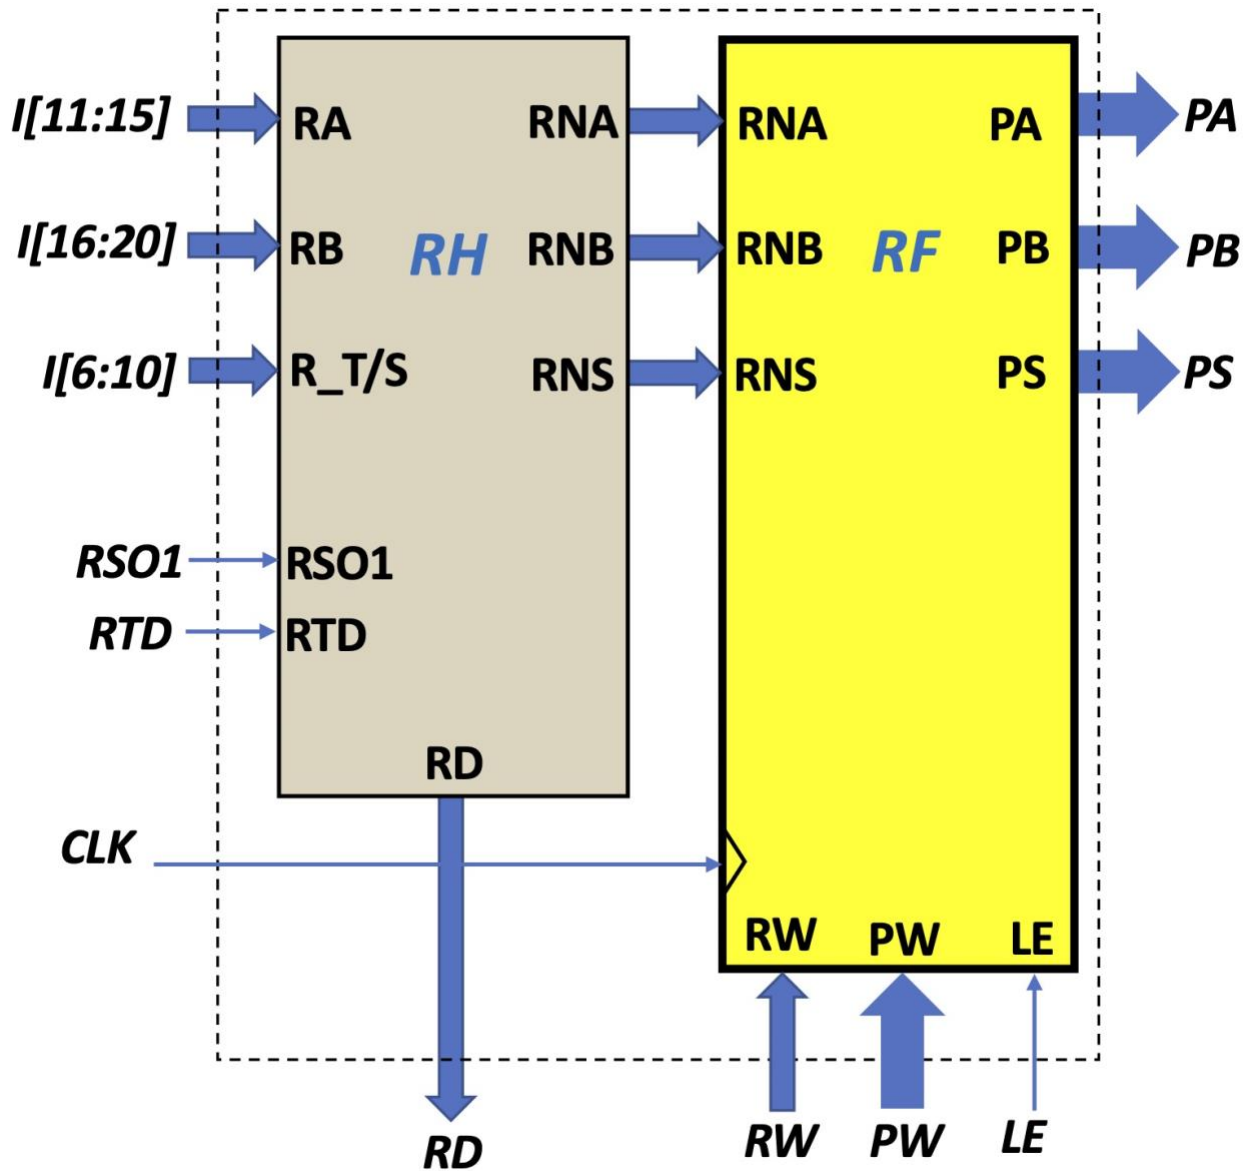 I[11:15] RA RNA RNA PA PA
I[16:20] RB RH RNB RNB RF PB PB
I[6:10] R_T/S RNS RNS PS PS
RSO1 RSO1
RTD RTD
RD
CLK
RW PW LE
RD RW PW LE